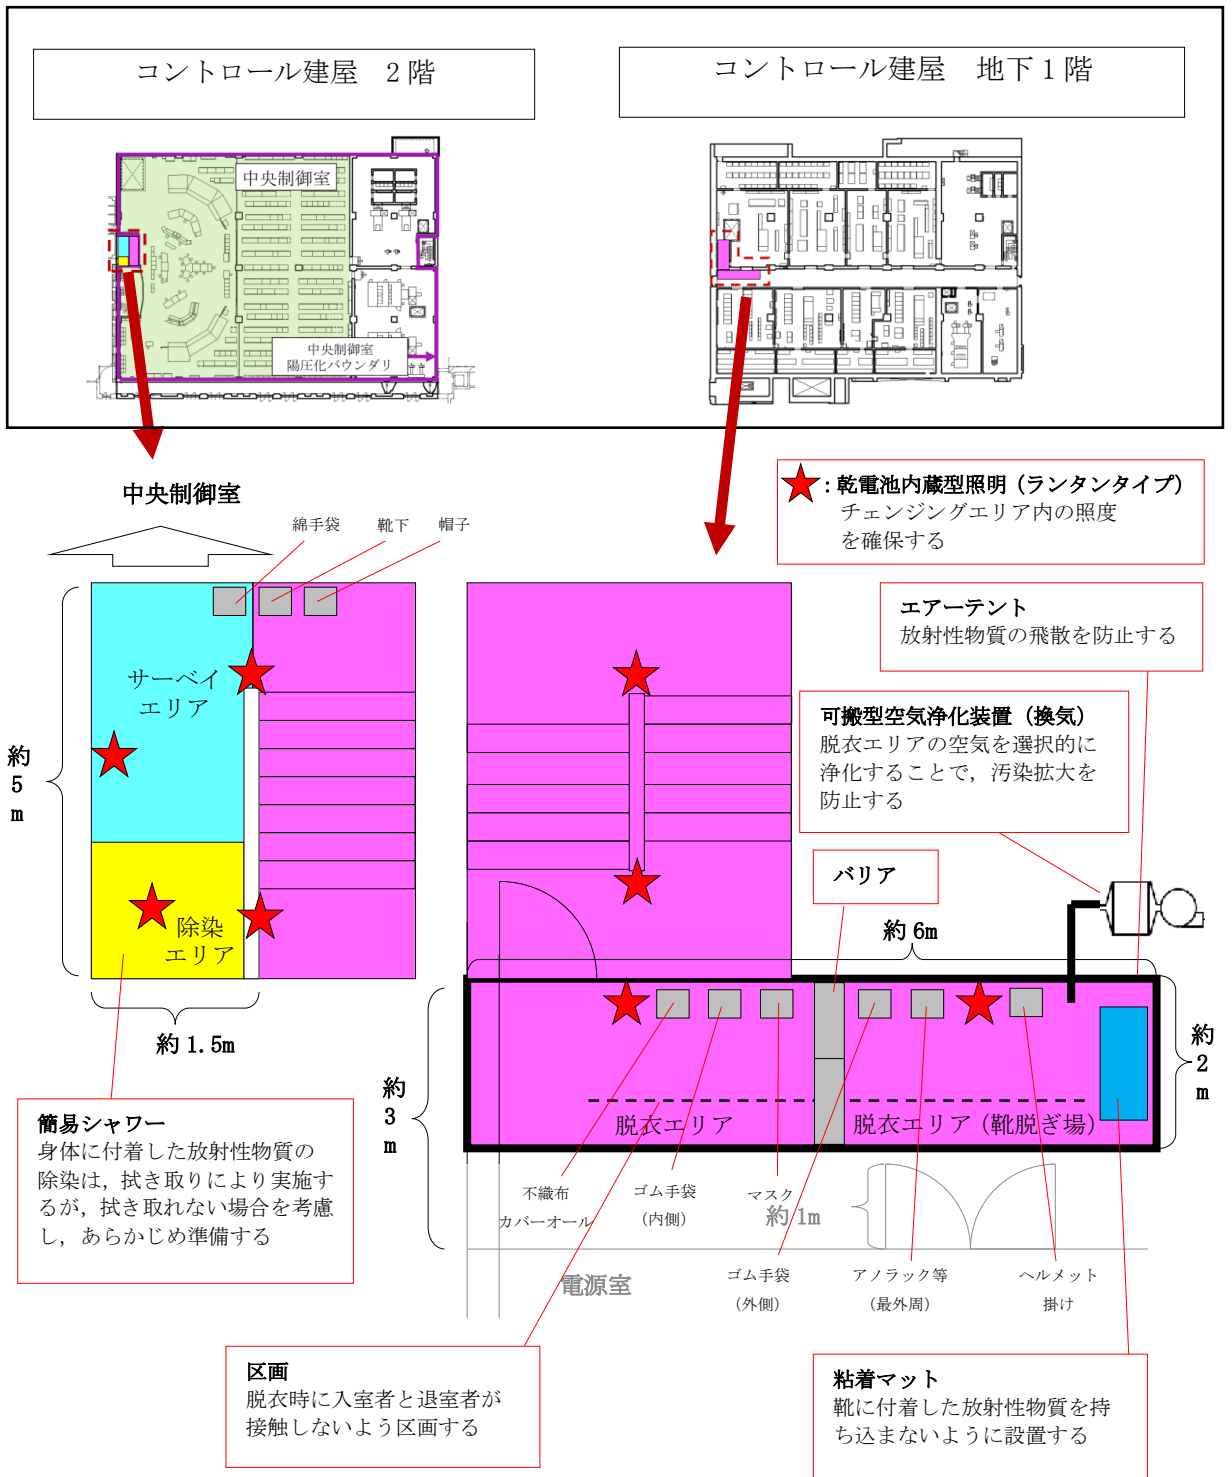 コントロール建屋　2階
コントロール建屋　地下1階
中央制御室
中央制御室
陽圧化バウンダリ
中央制御室
★：乾電池内蔵型照明（ランタンタイプ）
チェンジングエリア内の照度
を確保する
綿手袋
靴下
帽子
エアーテント
放射性物質の飛散を防止する
サーベイ
エリア
可搬型空気浄化装置（換気）
脱衣エリアの空気を選択的に
浄化することで，汚染拡大を
防止する
約
5
m
バリア
除染
エリア
約6m
約1.5m
約
2
m
約
3
m
脱衣エリア
脱衣エリア（靴脱ぎ場）
簡易シャワー
身体に付着した放射性物質の
除染は，拭き取りにより実施す
るが，拭き取れない場合を考慮
し，あらかじめ準備する
不織布
カバーオール
ゴム手袋
（内側）
マスク
約1m
電源室
ゴム手袋
（外側）
アノラック等
（最外周）
ヘルメット
掛け
区画
脱衣時に入室者と退室者が
接触しないよう区画する
粘着マット
靴に付着した放射性物質を持
ち込まないように設置する